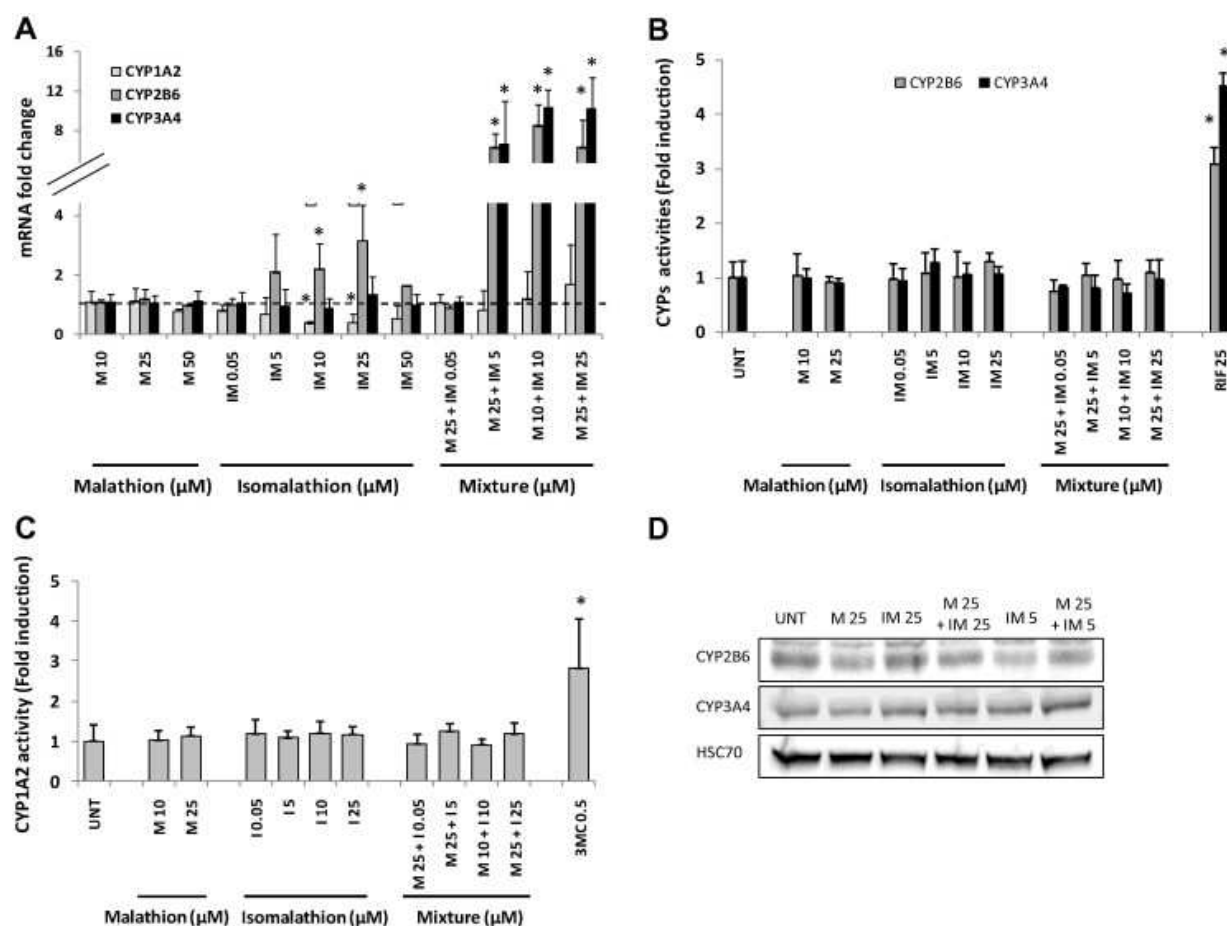 A
mRNA fold change
16
12
8
4
2
0
CYP1A2
CYP2B6
CYP3A4
* * * * * *
* *
* *
M 10
M 25
M 50
IM 0.05
IM 5
IM 10
IM 25
IM 50
M 25 + IM 0.05
M 25 + IM 5
M 10 + IM 10
M 25 + IM 25
Malathion (µM) Isomalathion (µM) Mixture (µM)
B
CYPs activities (Fold induction)
5
4
3
2
1
0
CYP2B6 CYP3A4
*
*
UNT
M 10
M 25
IM 0.05
IM 5
IM 10
IM 25
M 25 + IM 0.05
M 25 + IM 5
M 10 + IM 10
M 25 + IM 25
RIF 25
Malathion (µM) Isomalathion (µM) Mixture (µM)
C
CYP1A2 activity (Fold induction)
5
4
3
2
1
0
*
UNT
M 10
M 25
I 0.05
I 5
I 10
I 25
M 25 + I 0.05
M 25 + I 5
M 10 + I 10
M 25 + I 25
3MC 0.5
Malathion (µM) Isomalathion (µM) Mixture (µM)
D
UNT M 25 IM 25 M 25 + IM 25 IM 5 M 25 + IM 5
CYP2B6
CYP3A4
HSC70